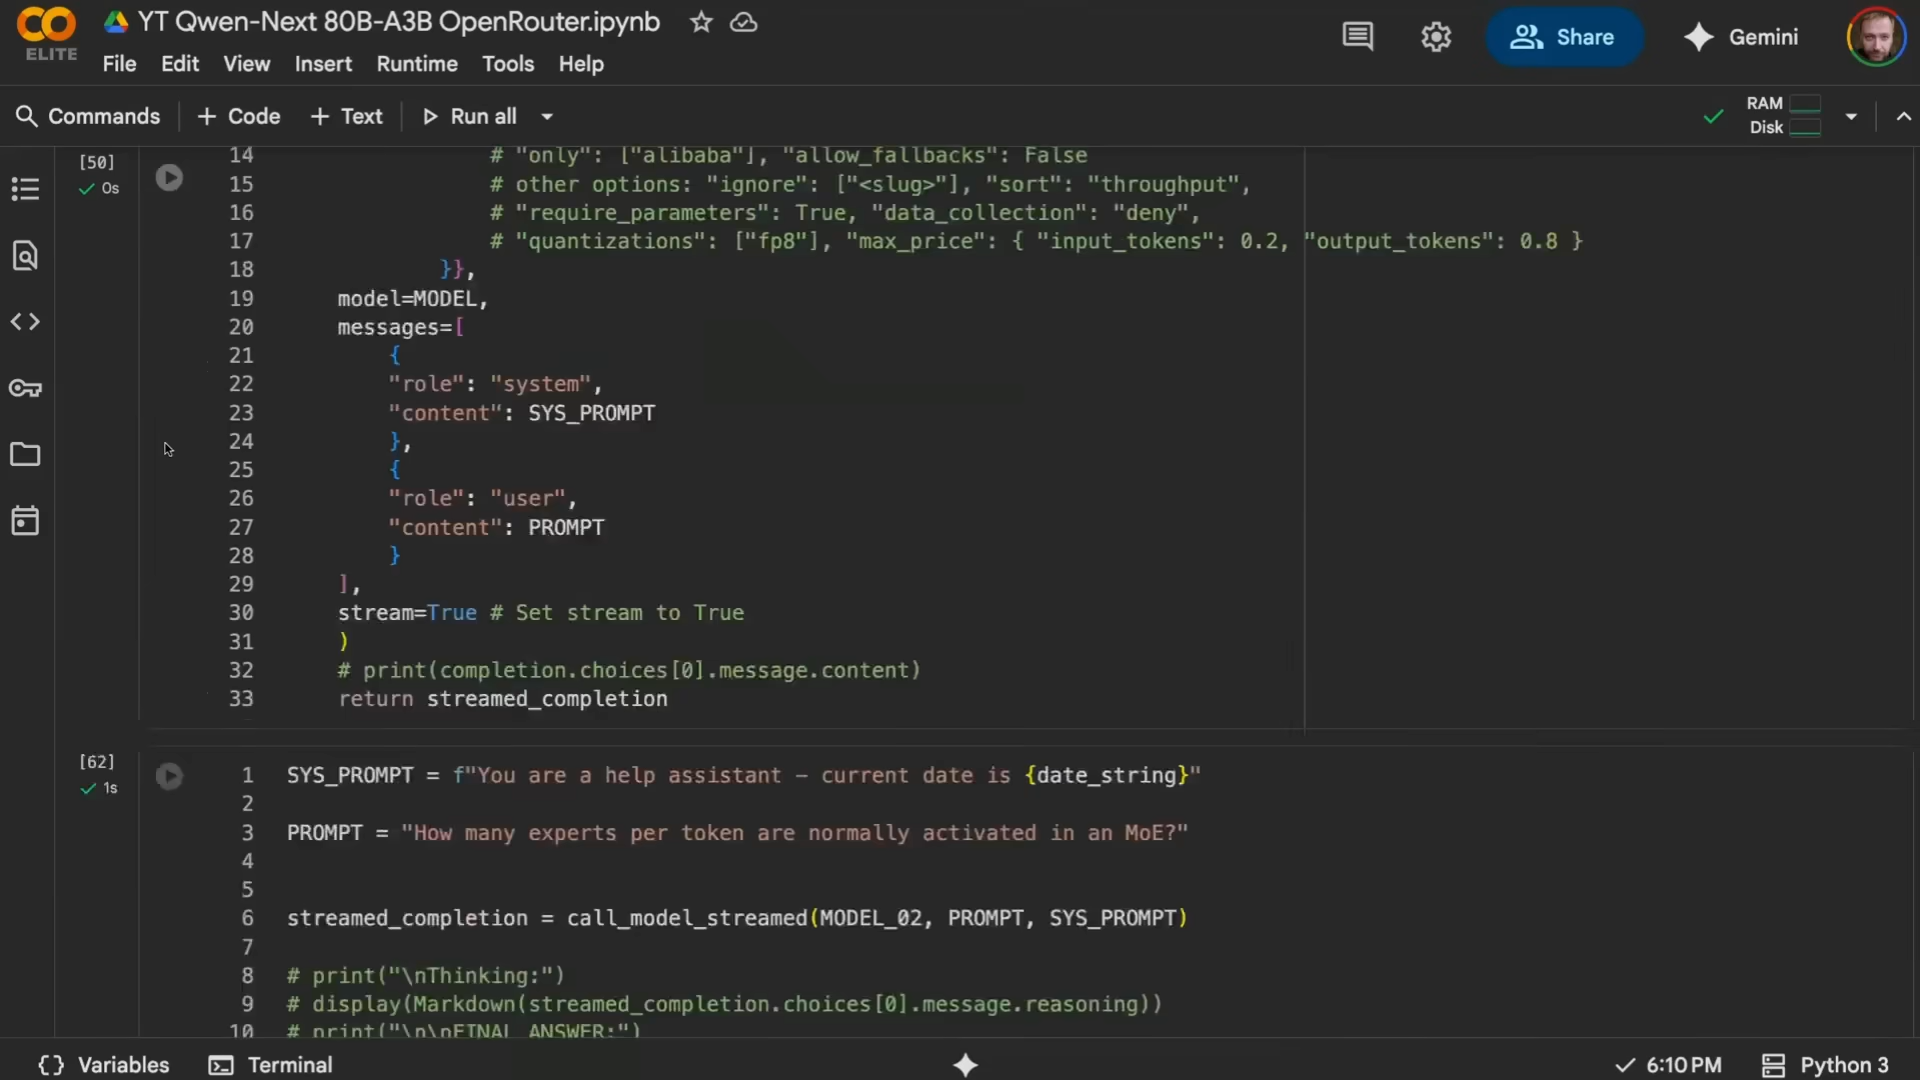 YT Qwen-Next 80B-A3B OpenRouter.ipynb
ELITE
File Edit View Insert Runtime Tools Help
Share
Gemini
Commands
+ Code
+ Text
Run all
RAM
Disk
[50]
0s
14 # "only": ["alibaba"], "allow_fallbacks": False
15 # other options: "ignore": ["<slug>"], "sort": "throughput",
16 # "require_parameters": True, "data_collection": "deny",
17 # "quantizations": ["fp8"], "max_price": { "input_tokens": 0.2, "output_tokens": 0.8 }
18 }},
19 model=MODEL,
20 messages=[
21 {
22 "role": "system",
23 "content": SYS_PROMPT
24 },
25 {
26 "role": "user",
27 "content": PROMPT
28 }
29 ],
30 stream=True # Set stream to True
31 )
32 # print(completion.choices[0].message.content)
33 return streamed_completion
[62]
1s
1 SYS_PROMPT = f"You are a help assistant – current date is {date_string}"
2
3 PROMPT = "How many experts per token are normally activated in an MoE?"
4
5
6 streamed_completion = call_model_streamed(MODEL_02, PROMPT, SYS_PROMPT)
7
8 # print("\nThinking:")
9 # display(Markdown(streamed_completion.choices[0].message.reasoning))
10 # print("\n\nFINAL ANSWER:")
{} Variables
Terminal
6:10 PM
Python 3